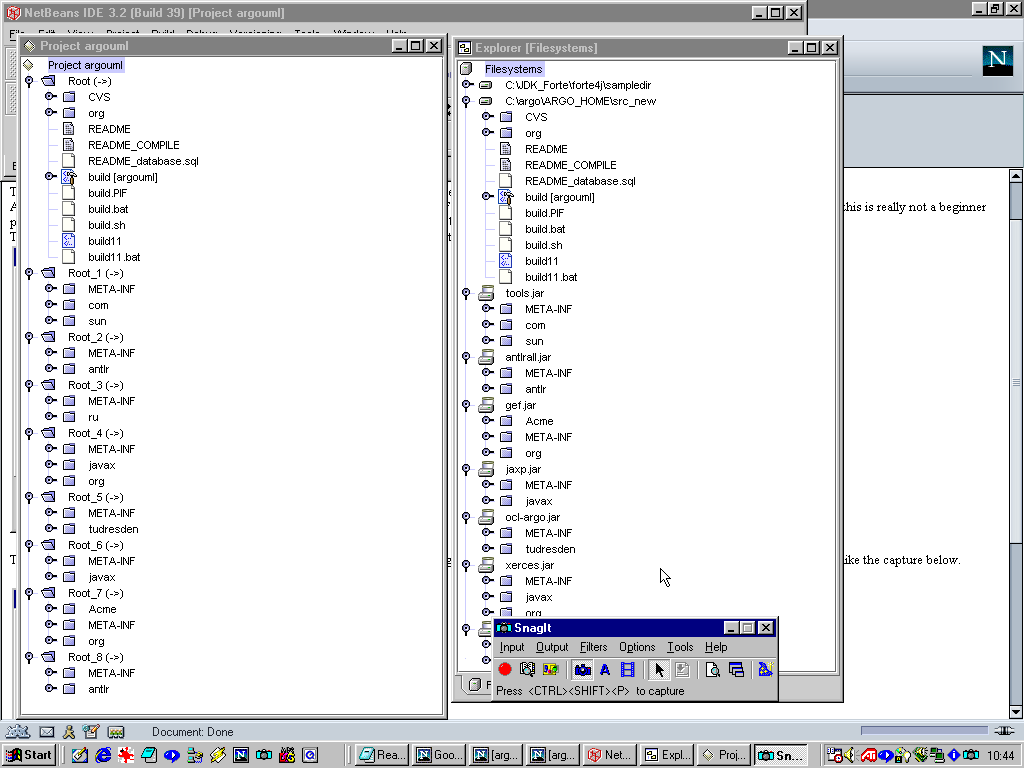 NetBeans IDE 3.2 (Build 39) [Project argouml]
Project argouml
Project argouml
Root (->)
CVS
org
README
README_COMPILE
README_database.sql
build [argouml]
build.PIF
build.bat
build.sh
build11
build11.bat
Root_1 (->)
META-INF
com
sun
Root_2 (->)
META-INF
antlr
Root_3 (->)
META-INF
ru
Root_4 (->)
META-INF
javax
org
Root_5 (->)
META-INF
tudresden
Root_6 (->)
META-INF
javax
Root_7 (->)
Acme
META-INF
org
Root_8 (->)
META-INF
antlr
Explorer [Filesystems]
Filesystems
C:\JDK_Forte\forte4j\sampledir
C:\argo\ARGO_HOME\src_new
CVS
org
README
README_COMPILE
README_database.sql
build [argouml]
build.PIF
build.bat
build.sh
build11
build11.bat
tools.jar
META-INF
com
sun
antlrall.jar
META-INF
antlr
gef.jar
Acme
META-INF
org
jaxp.jar
META-INF
javax
ocl-argo.jar
META-INF
tudresden
xerces.jar
META-INF
javax
org
SnagIt
Input Output Filters Options Tools Help
Press <CTRL><SHIFT><P> to capture
N
this is really not a beginner
ike the capture below.
Document: Done
Start Rea... Goo... [arg... [arg... Net... Expl... Proj... Sn... 10:44